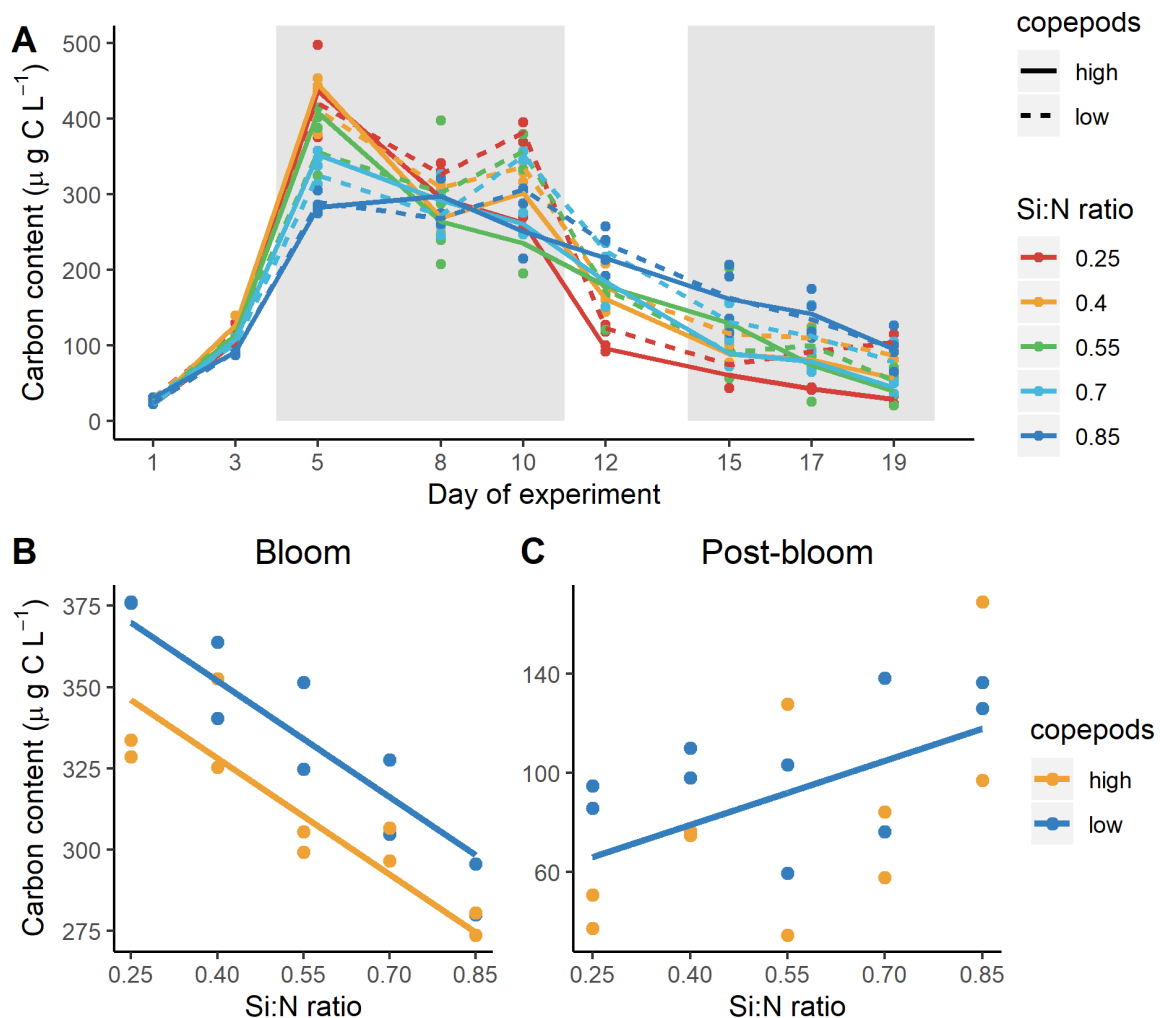 A
Carbon content (μ g C L⁻¹)
500
400
300
200
100
0
1 3 5 8 10 12 15 17 19
Day of experiment
copepods
high
low
Si:N ratio
0.25
0.4
0.55
0.7
0.85
B Bloom
Carbon content (μ g C L⁻¹)
375
350
325
300
275
0.25 0.40 0.55 0.70 0.85
Si:N ratio
C Post-bloom
140
100
60
0.25 0.40 0.55 0.70 0.85
Si:N ratio
copepods
high
low